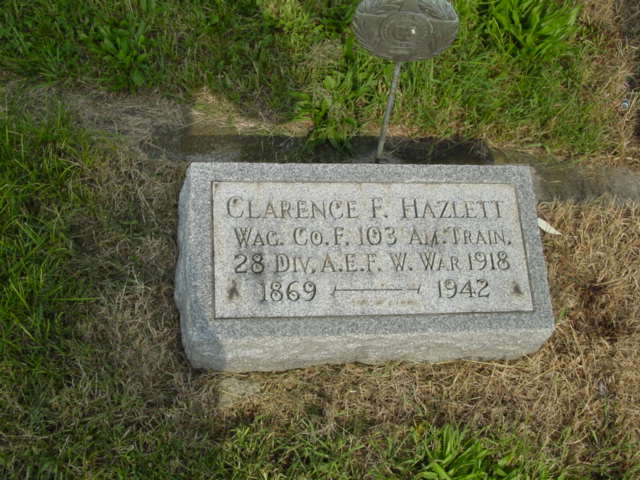 CLARENCE F. HAZLETT
WAG. CO. F. 103 AM. TRAIN.
28 DIV. A.E.F. W. WAR 1918
1869 — 1942